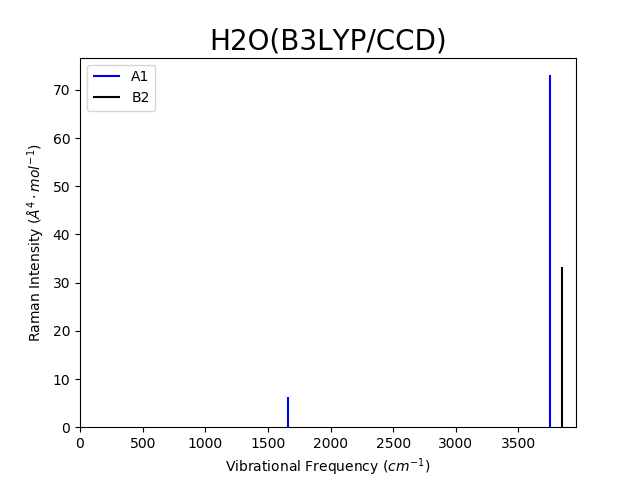 H2O(B3LYP/CCD)
A1
B2
Raman Intensity (Å⁴ · mol⁻¹)
70
60
50
40
30
20
10
0
0 500 1000 1500 2000 2500 3000 3500
Vibrational Frequency (cm⁻¹)